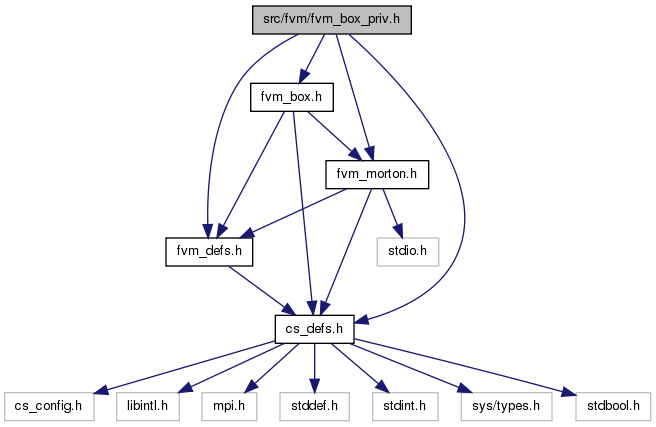 src/fvm/fvm_box_priv.h
fvm_box.h
fvm_morton.h
fvm_defs.h
stdio.h
cs_defs.h
cs_config.h
libintl.h
mpi.h
stddef.h
stdint.h
sys/types.h
stdbool.h